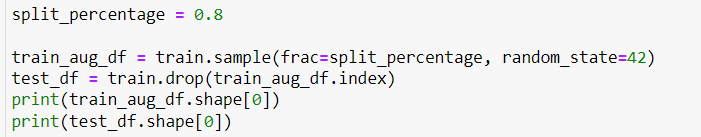 split_percentage = 0.8
train_aug_df = train.sample(frac=split_percentage, random_state=42)
test_df = train.drop(train_aug_df.index)
print(train_aug_df.shape[0])
print(test_df.shape[0])